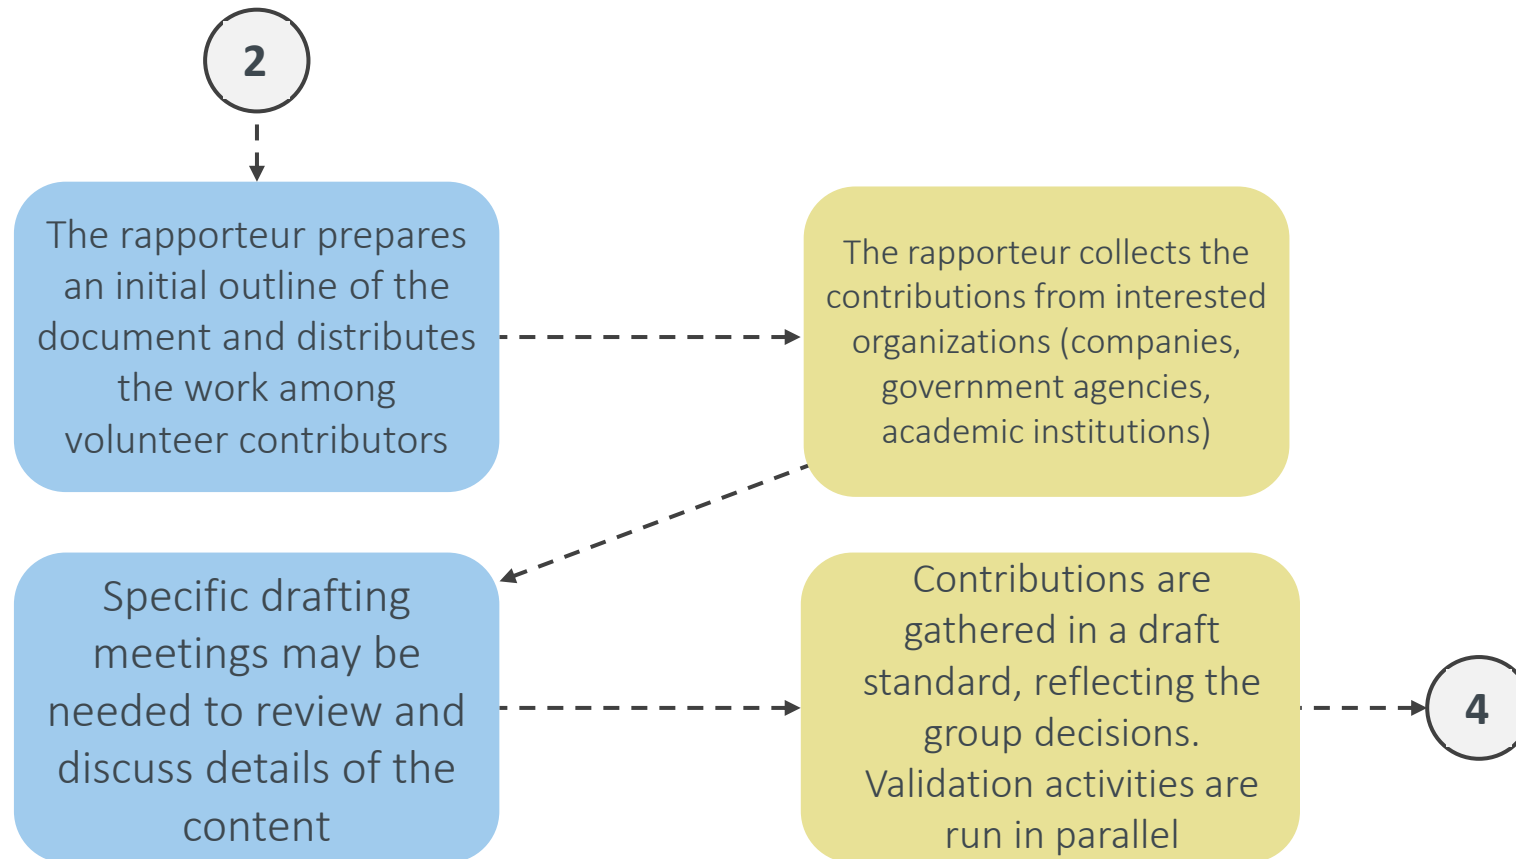 2
The rapporteur prepares
an initial outline of the
document and distributes
the work among
volunteer contributors
The rapporteur collects the
contributions from interested
organizations (companies,
government agencies,
academic institutions)
Specific drafting
meetings may be
needed to review and
discuss details of the
content
Contributions are
gathered in a draft
standard, reflecting the
group decisions.
Validation activities are
run in parallel
4